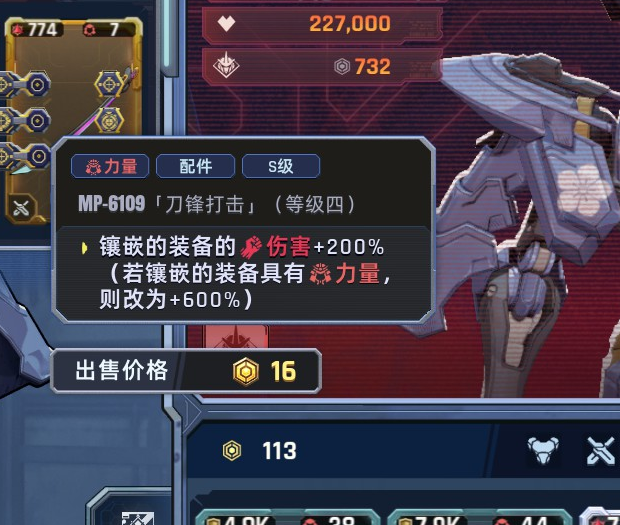 774 7
227,000
732
力量 配件 S级
MP-6109「刀锋打击」（等级四）
镶嵌的装备的伤害+200%
（若镶嵌的装备具有力量，
则改为+600%）
出售价格 16
113